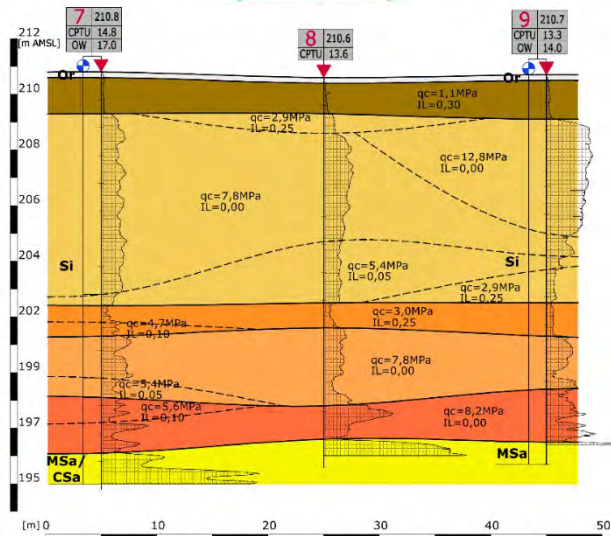 7 210.8
CPTU 14.8
OW 17.0
8 210.6
CPTU 13.6
9 210.7
CPTU 13.3
OW 14.0
212
[m AMSL]
Or
Or
210
qc=1,1MPa
IL=0,30
qc=2,9MPa
IL=0,25
208
qc=12,8MPa
IL=0,00
qc=7,8MPa
IL=0,00
206
204
Si
qc=5,4MPa
IL=0,05
Si
qc=2,9MPa
IL=0,25
202
qc=3,0MPa
IL=0,25
qc=4,7MPa
IL=0,10
199
qc=7,8MPa
IL=0,00
qc=5,4MPa
IL=0,05
qc=5,6MPa
IL=0,10
qc=8,2MPa
IL=0,00
197
MSa/
CSa
MSa
195
[m] 0 10 20 30 40 50